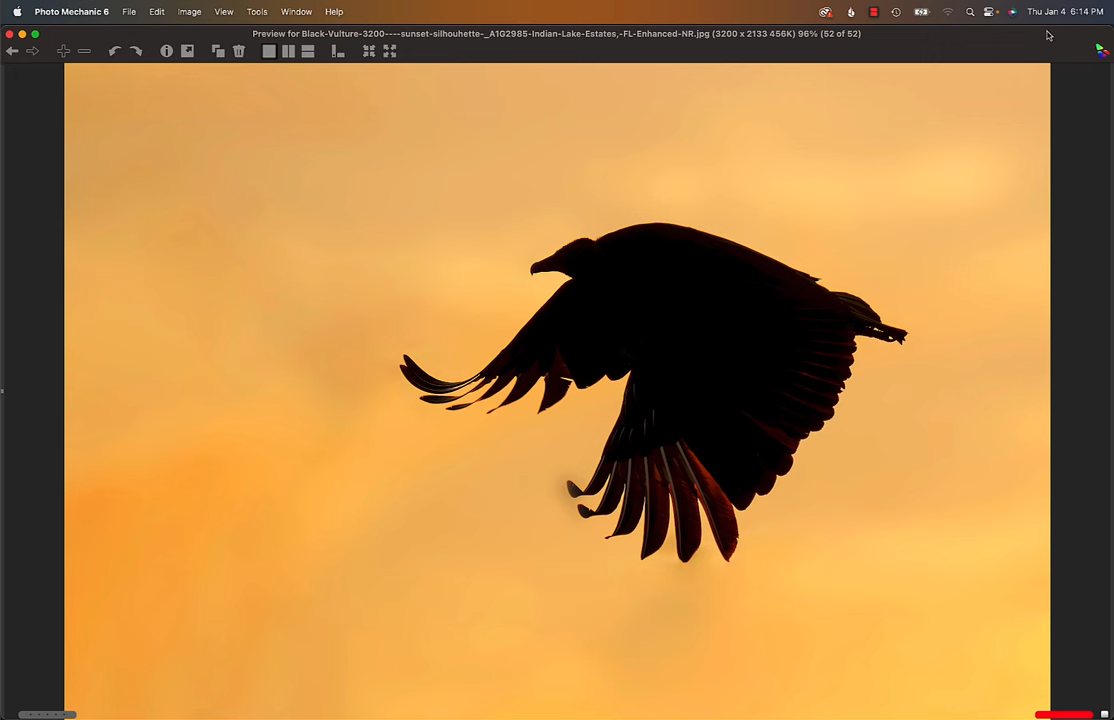 Photo Mechanic 6 File Edit Image View Tools Window Help Thu Jan 4 6:14 PM
Preview for Black-Vulture-3200----sunset-silhouette-_A1G2985-Indian-Lake-Estates,-FL-Enhanced-NR.jpg (3200 x 2133 456K) 96% (52 of 52)